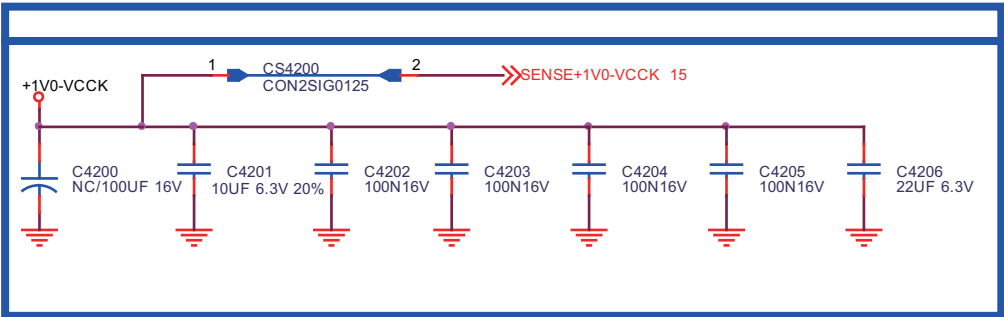 1 CS4200 2 SENSE+1V0-VCCK 15
CON2SIG0125
+1V0-VCCK
C4200 C4201 C4202 C4203 C4204 C4205 C4206
NC/100UF 16V 10UF 6.3V 20% 100N16V 100N16V 100N16V 100N16V 22UF 6.3V